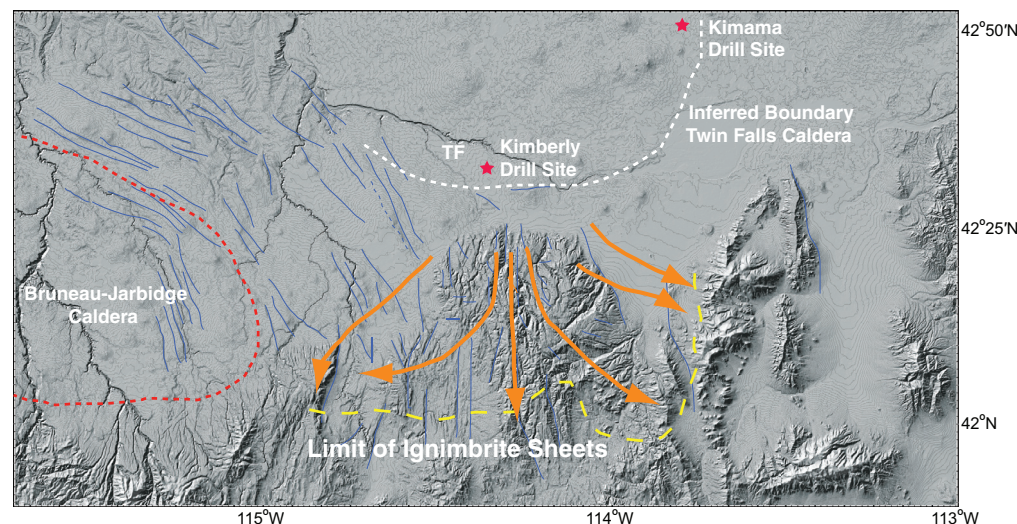 42°50'N
Kimama
Drill Site
Inferred Boundary
Twin Falls Caldera
TF
Kimberly
Drill Site
42°25'N
Bruneau-Jarbidge
Caldera
42°N
Limit of Ignimbrite Sheets
115°W
114°W
113°W